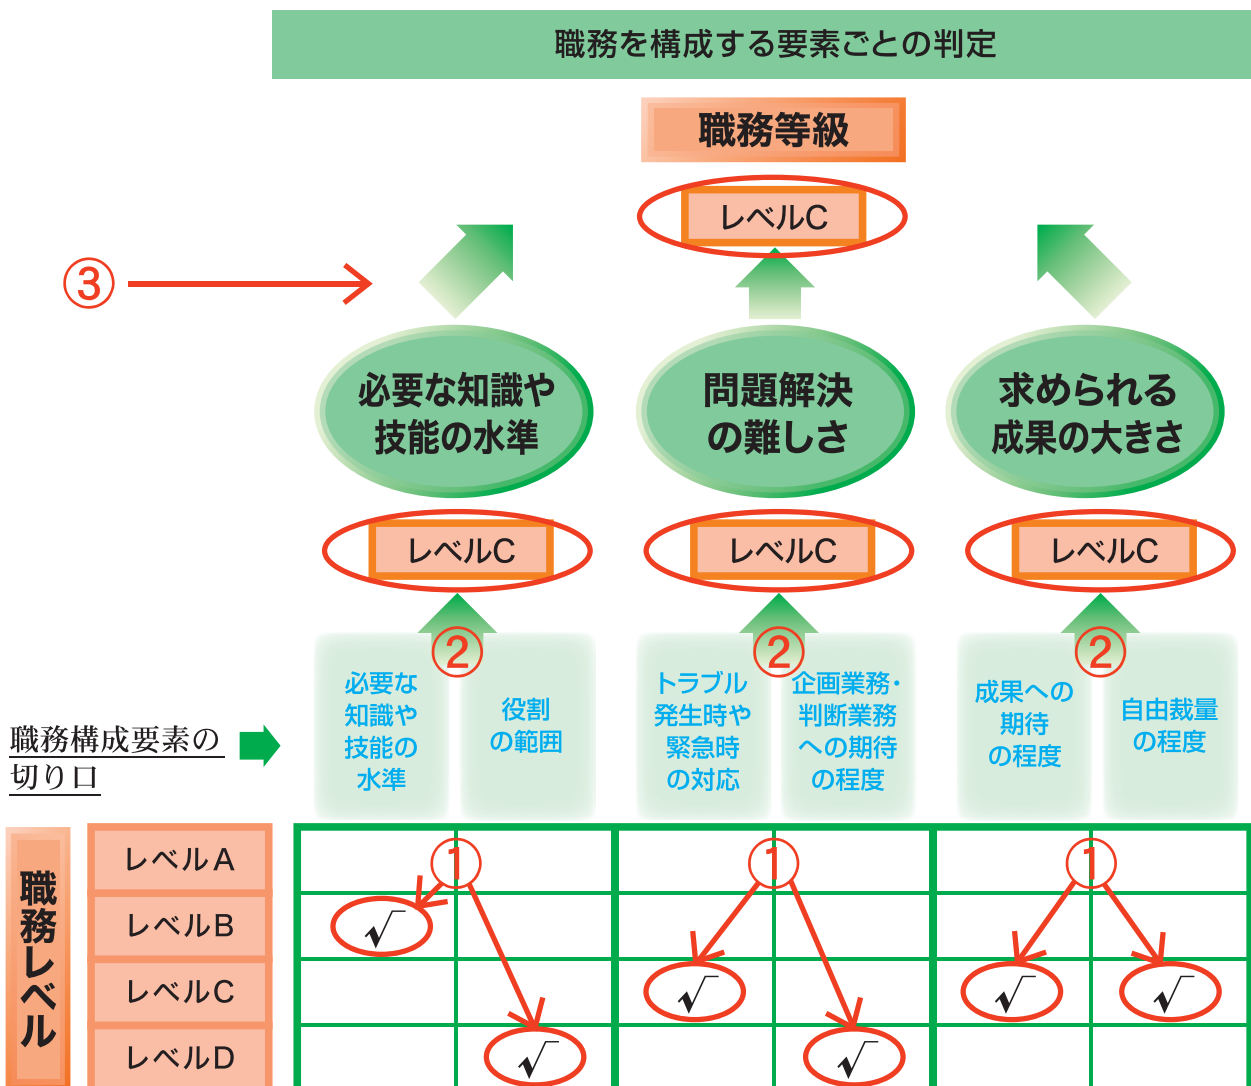 職務を構成する要素ごとの判定
職務等級
レベルC
③
必要な知識や
技能の水準
問題解決
の難しさ
求められる
成果の大きさ
レベルC
レベルC
レベルC
②
②
②
必要な
知識や
技能の
水準
役割
の範囲
トラブル
発生時や
緊急時
の対応
企画業務・
判断業務
への期待
の程度
成果への
期待
の程度
自由裁量
の程度
職務構成要素の
切り口
職務レベル
レベルA
レベルB
レベルC
レベルD
①
①
①
√
√
√
√
√
√